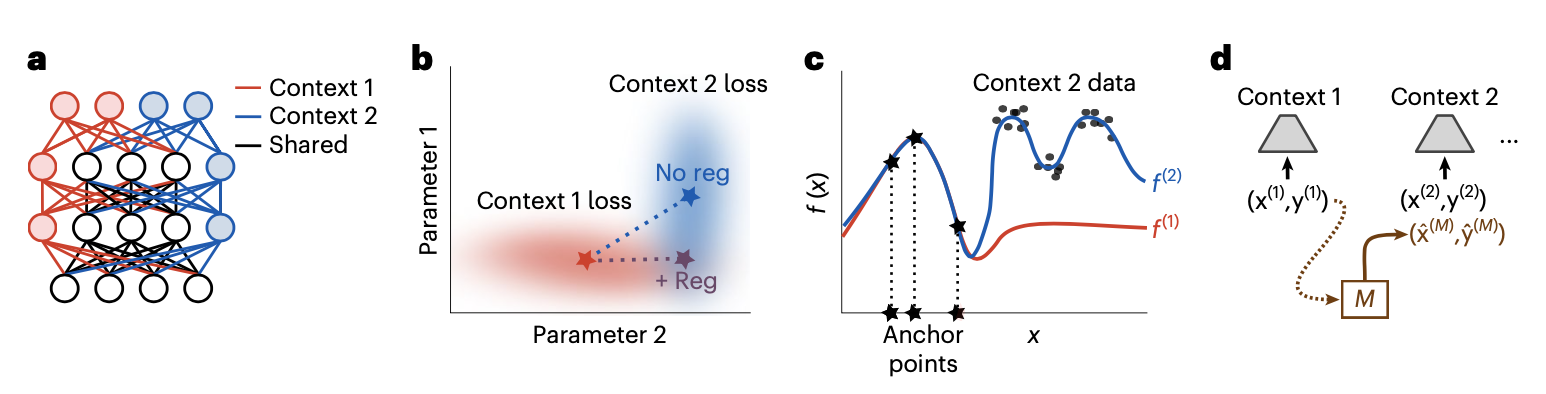 a
Context 1
Context 2
Shared
b
Context 2 loss
No reg
Context 1 loss
+ Reg
Parameter 1
Parameter 2
c
Context 2 data
f (x)
f⁽²⁾
f⁽¹⁾
Anchor
points
x
d
Context 1
Context 2
...
(x⁽¹⁾,y⁽¹⁾)
(x⁽²⁾,y⁽²⁾)
(x̂⁽ᴹ⁾,ŷ⁽ᴹ⁾)
M